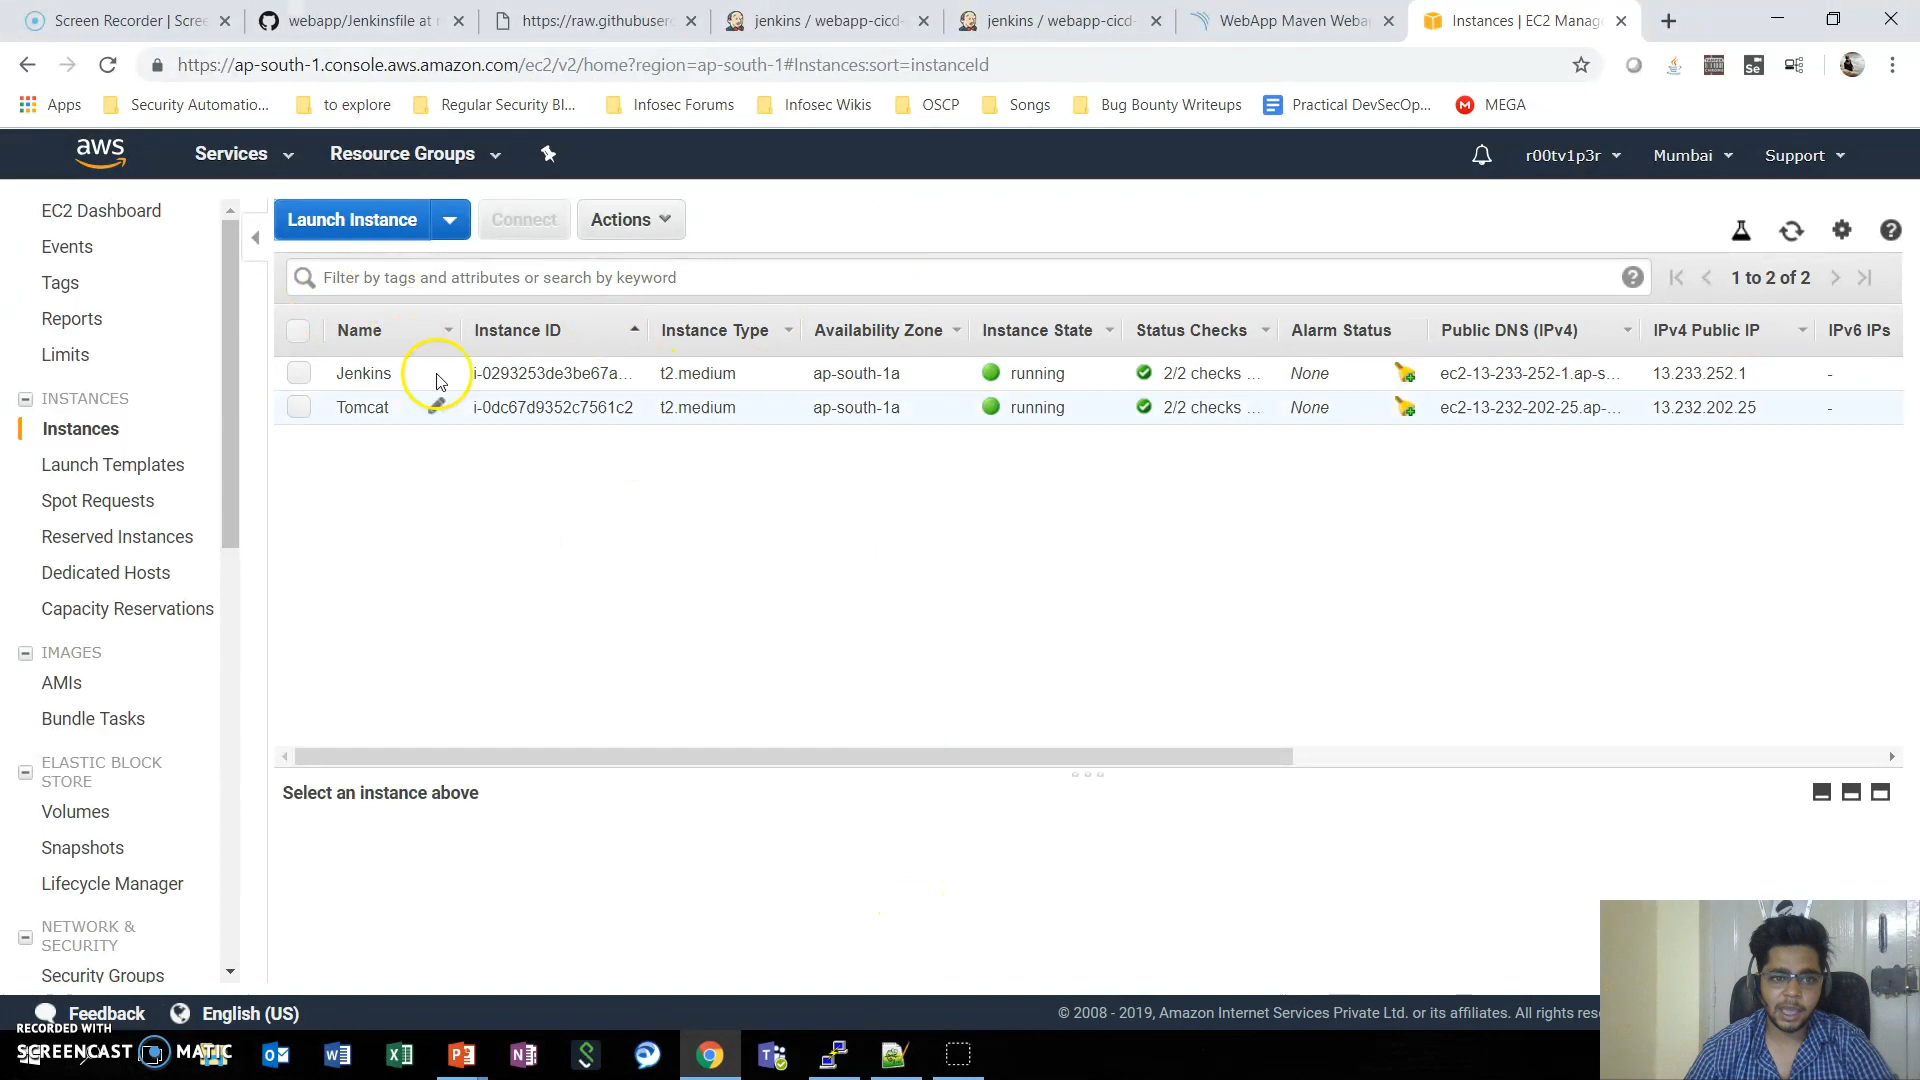 Screen Recorder | Scree
webapp/Jenkinsfile at
https://raw.githubuserc
jenkins / webapp-cicd-
jenkins / webapp-cicd-
WebApp Maven Webap
Instances | EC2 Manag
https://ap-south-1.console.aws.amazon.com/ec2/v2/home?region=ap-south-1#Instances:sort=instanceId
Se
Apps
Security Automatio...
to explore
Regular Security Bl...
Infosec Forums
Infosec Wikis
OSCP
Songs
Bug Bounty Writeups
Practical DevSecOp...
M
MEGA
aws
Services
Resource Groups
r00tv1p3r
Mumbai
Support
EC2 Dashboard
Events
Tags
Reports
Limits
INSTANCES
Instances
Launch Templates
Spot Requests
Reserved Instances
Dedicated Hosts
Capacity Reservations
IMAGES
AMIs
Bundle Tasks
ELASTIC BLOCK
STORE
Volumes
Snapshots
Lifecycle Manager
NETWORK &
SECURITY
Security Groups
Launch Instance
Connect
Actions
Filter by tags and attributes or search by keyword
1 to 2 of 2
Name Instance ID Instance Type Availability Zone Instance State Status Checks Alarm Status Public DNS (IPv4) IPv4 Public IP IPv6 IPs
Jenkins i-0293253de3be67a... t2.medium ap-south-1a running 2/2 checks ... None ec2-13-233-252-1.ap-s... 13.233.252.1 -
Tomcat i-0dc67d9352c7561c2 t2.medium ap-south-1a running 2/2 checks ... None ec2-13-232-202-25.ap-... 13.232.202.25 -
Select an instance above
Feedback
English (US)
© 2008 - 2019, Amazon Internet Services Private Ltd. or its affiliates. All rights rese
RECORDED WITH
SCREENCAST MATIC